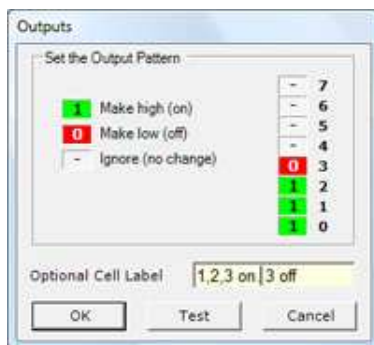 Outputs
Set the Output Pattern
1 Make high (on)
0 Make low (off)
- Ignore (no change)
- 7
- 6
- 5
- 4
0 3
1 2
1 1
1 0
Optional Cell Label 1,2,3 on. 3 off
OK Test Cancel